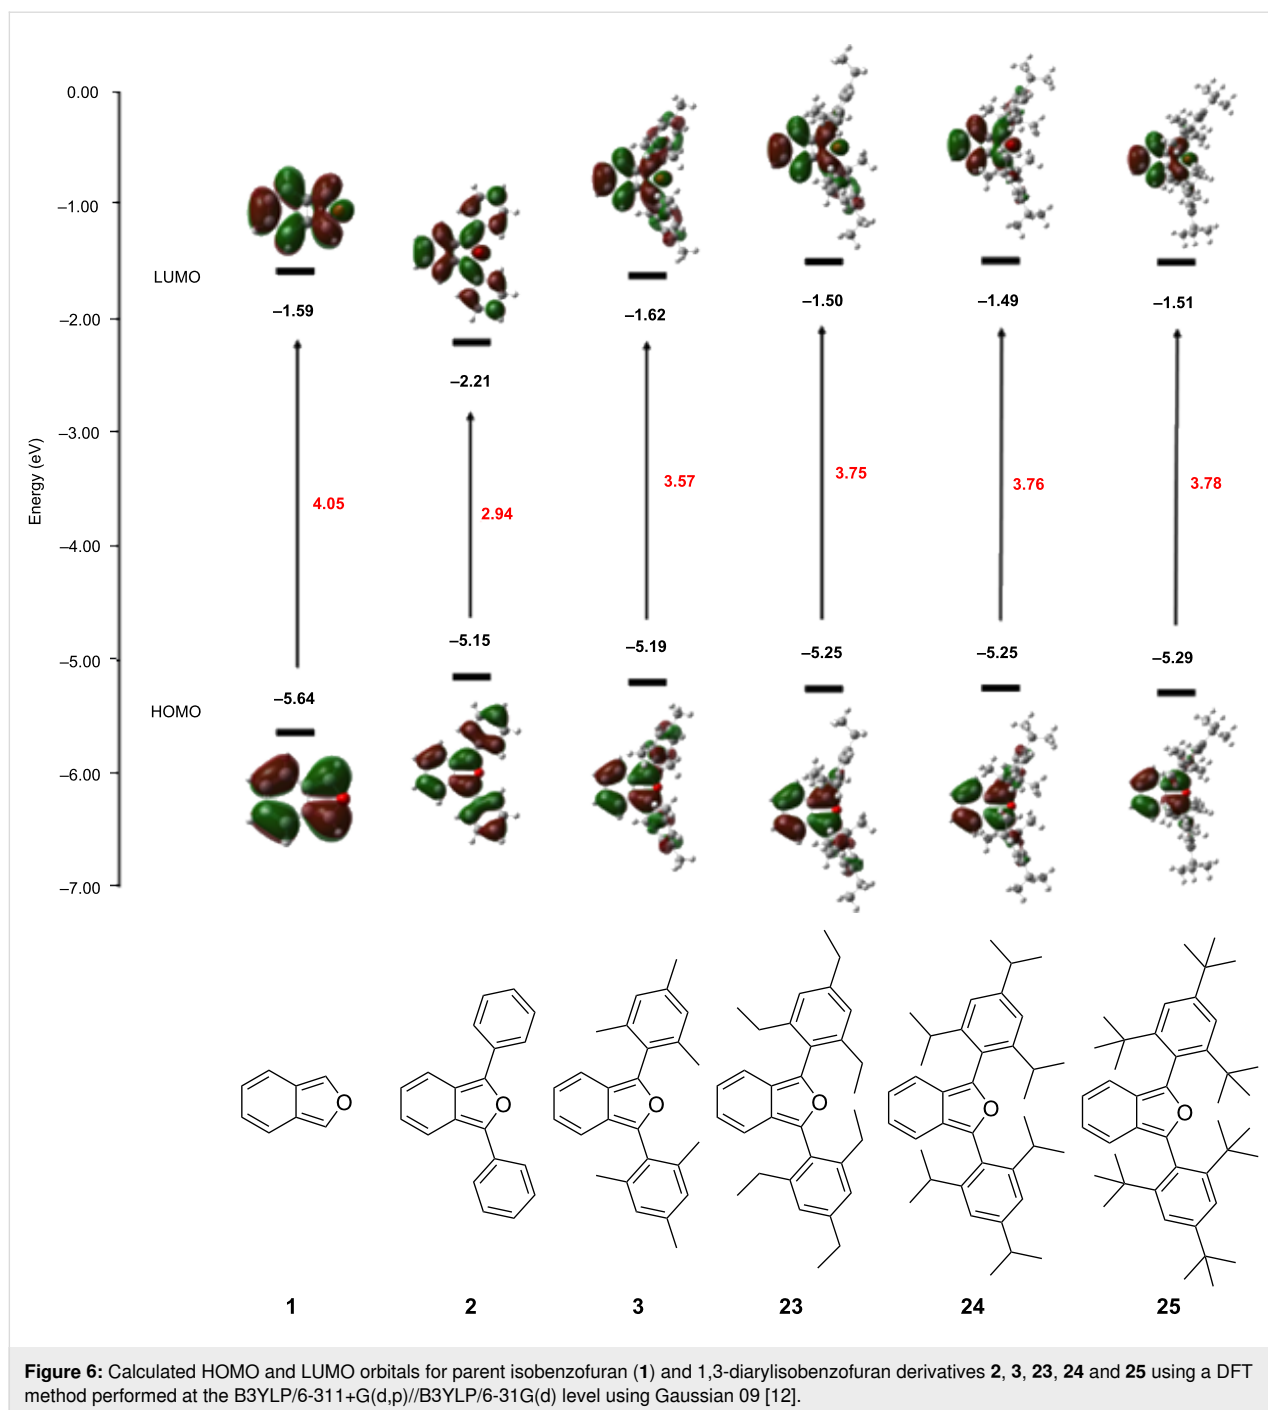 0.00
–1.00
LUMO
–1.59
–2.21
–1.62
–1.50
–1.49
–1.51
–2.00
–3.00
Energy (eV)
4.05
2.94
3.57
3.75
3.76
3.78
–4.00
–5.00
–5.64
–5.15
–5.19
–5.25
–5.25
–5.29
HOMO
–6.00
–7.00
O
O
O
O
O
O
1
2
3
23
24
25
Figure 6: Calculated HOMO and LUMO orbitals for parent isobenzofuran (1) and 1,3-diarylisobenzofuran derivatives 2, 3, 23, 24 and 25 using a DFT
method performed at the B3YLP/6-311+G(d,p)//B3YLP/6-31G(d) level using Gaussian 09 [12].